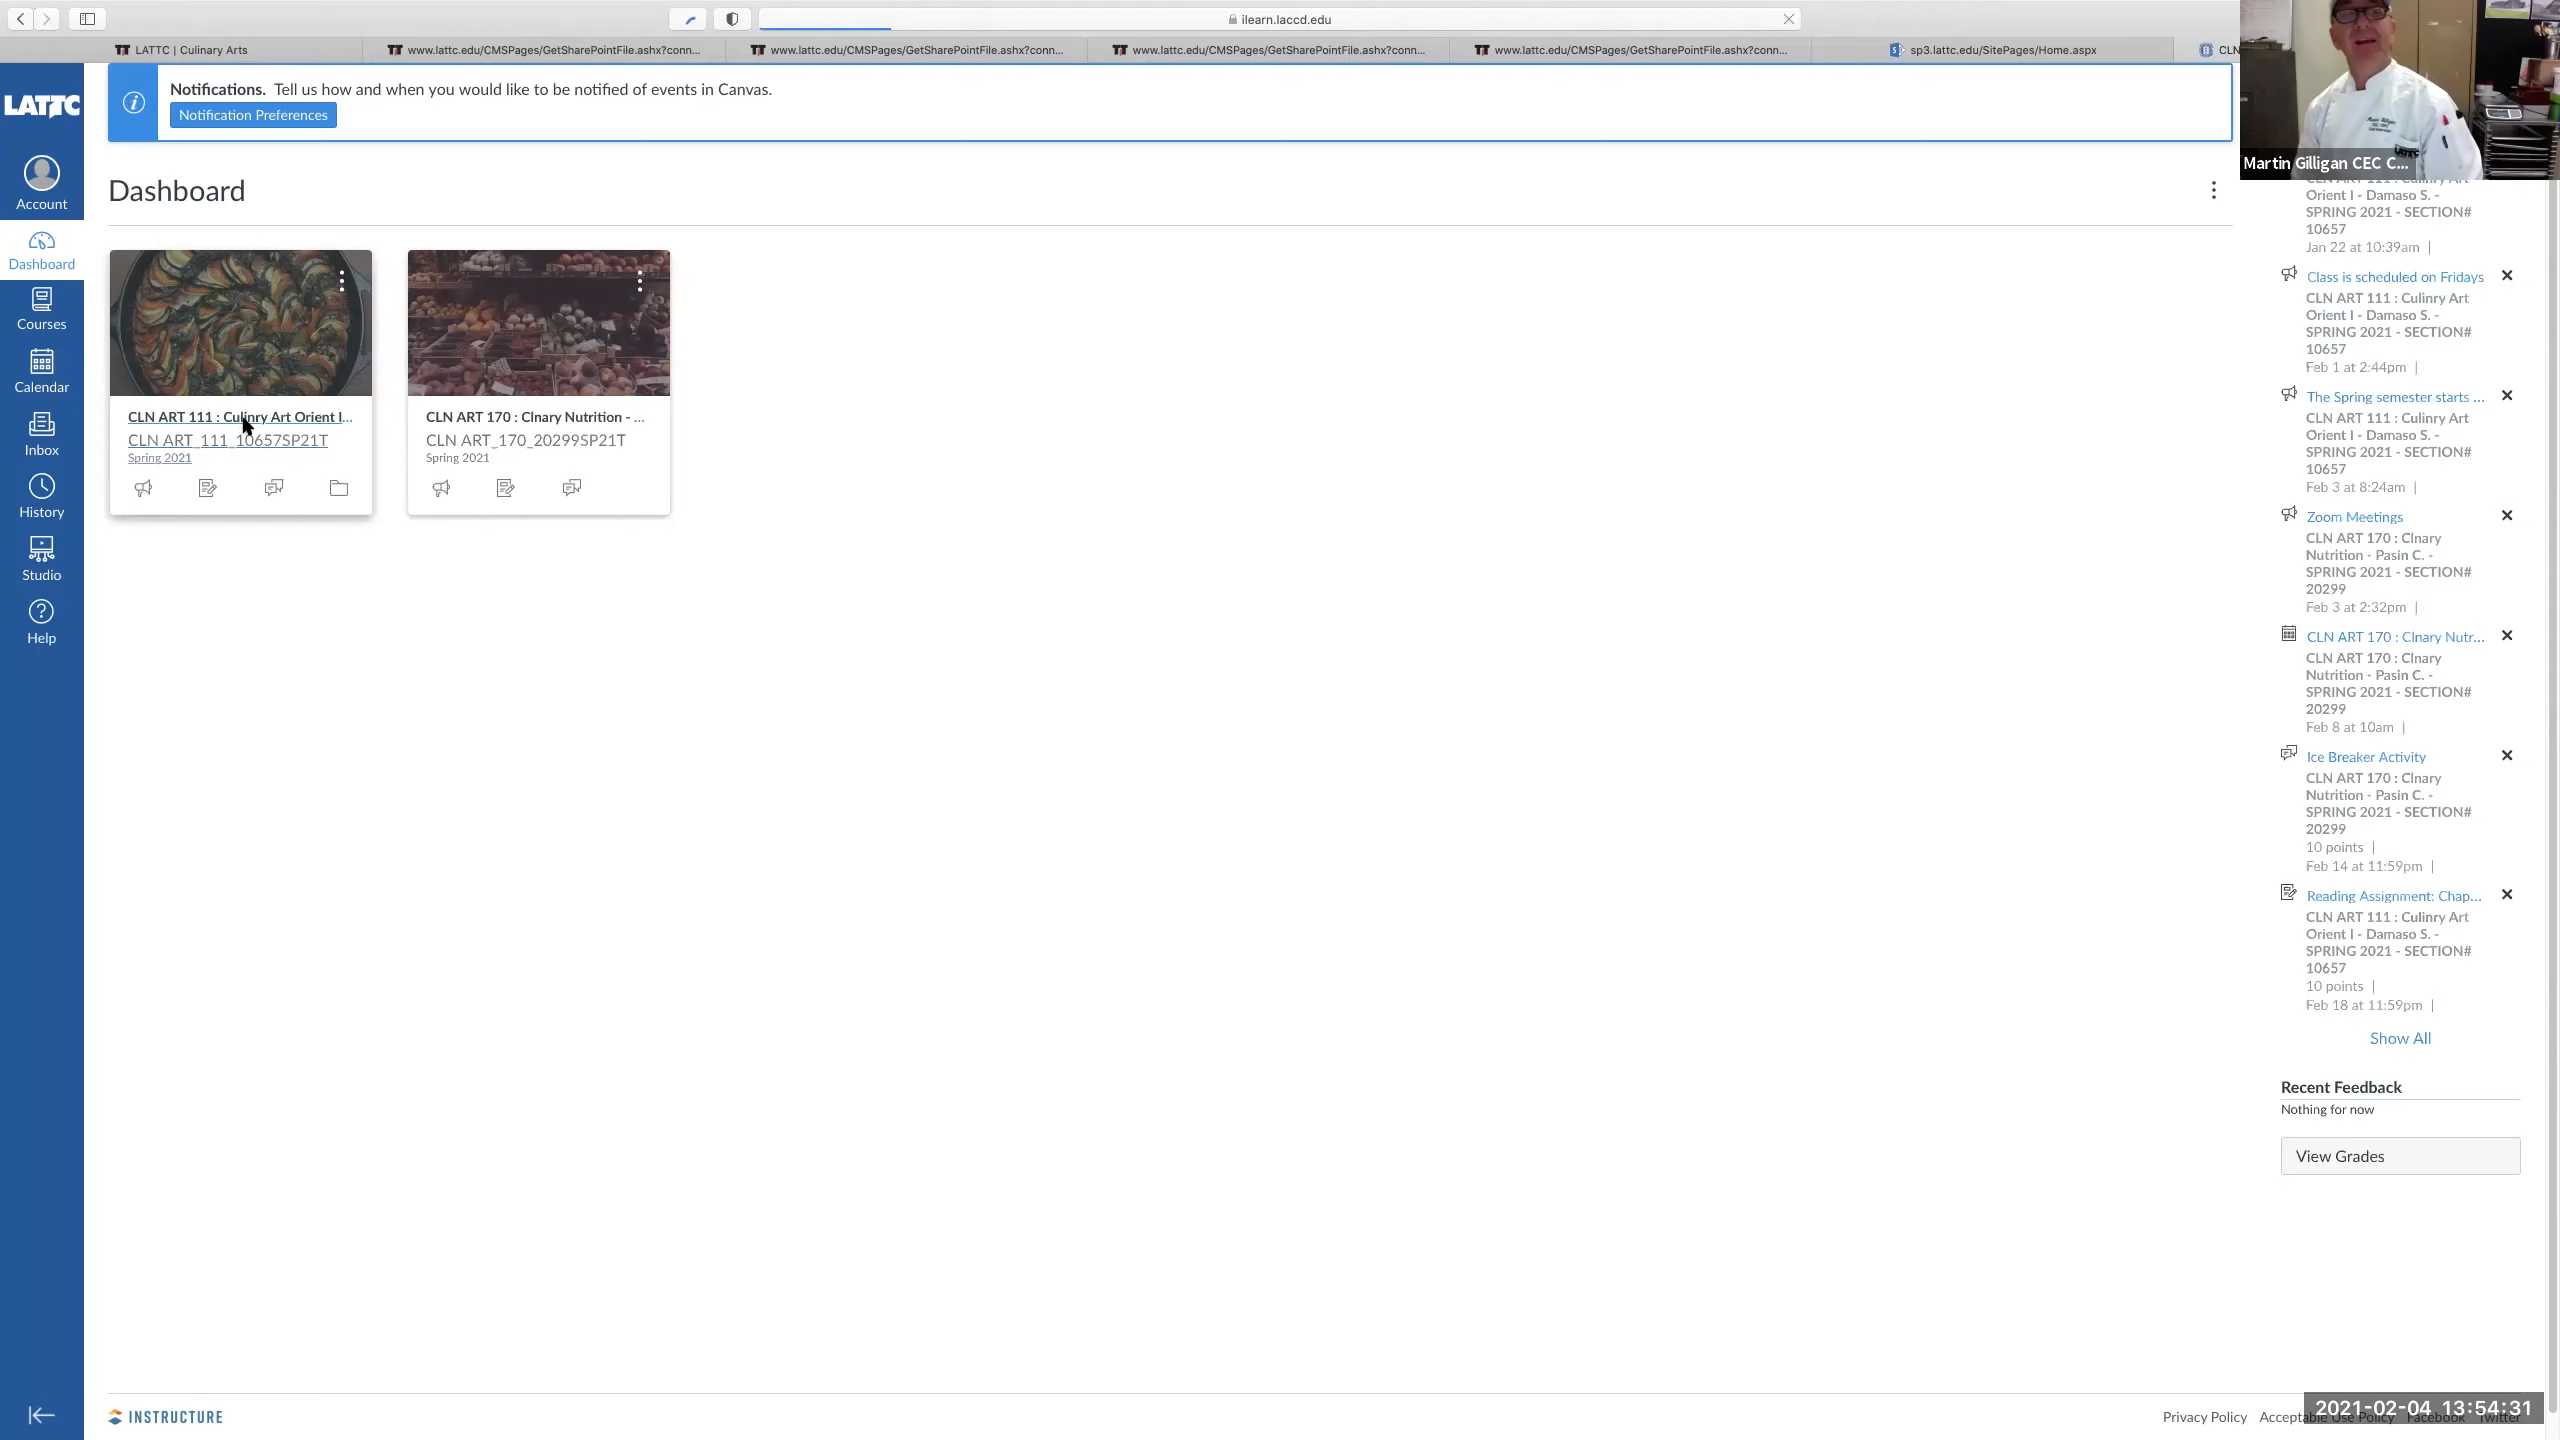 ilearn.laccd.edu
LATTC | Culinary Arts
www.lattc.edu/CMSPages/GetSharePointFile.ashx?conn...
www.lattc.edu/CMSPages/GetSharePointFile.ashx?conn...
www.lattc.edu/CMSPages/GetSharePointFile.ashx?conn...
www.lattc.edu/CMSPages/GetSharePointFile.ashx?conn...
sp3.lattc.edu/SitePages/Home.aspx
CLN
Martin Gilligan CEC C...
LATTC
Account
Dashboard
Courses
Calendar
Inbox
History
Studio
Help
Notifications. Tell us how and when you would like to be notified of events in Canvas.
Notification Preferences
Dashboard
CLN ART 111 : Culinry Art Orient I...
CLN ART_111_10657SP21T
Spring 2021
CLN ART 170 : Clnary Nutrition - ...
CLN ART_170_20299SP21T
Spring 2021
CLN ART 111 : Culinry Art
Orient I - Damaso S. -
SPRING 2021 - SECTION#
10657
Jan 22 at 10:39am |
Class is scheduled on Fridays
CLN ART 111 : Culinry Art
Orient I - Damaso S. -
SPRING 2021 - SECTION#
10657
Feb 1 at 2:44pm |
The Spring semester starts ...
CLN ART 111 : Culinry Art
Orient I - Damaso S. -
SPRING 2021 - SECTION#
10657
Feb 3 at 8:24am |
Zoom Meetings
CLN ART 170 : Clnary
Nutrition - Pasin C. -
SPRING 2021 - SECTION#
20299
Feb 3 at 2:32pm |
CLN ART 170 : Clnary Nutr...
CLN ART 170 : Clnary
Nutrition - Pasin C. -
SPRING 2021 - SECTION#
20299
Feb 8 at 10am |
Ice Breaker Activity
CLN ART 170 : Clnary
Nutrition - Pasin C. -
SPRING 2021 - SECTION#
20299
10 points |
Feb 14 at 11:59pm |
Reading Assignment: Chap...
CLN ART 111 : Culinry Art
Orient I - Damaso S. -
SPRING 2021 - SECTION#
10657
10 points |
Feb 18 at 11:59pm |
Show All
Recent Feedback
Nothing for now
View Grades
INSTRUCTURE
Privacy Policy Acceptable Use Policy Facebook Twitter
2021-02-04 13:54:31